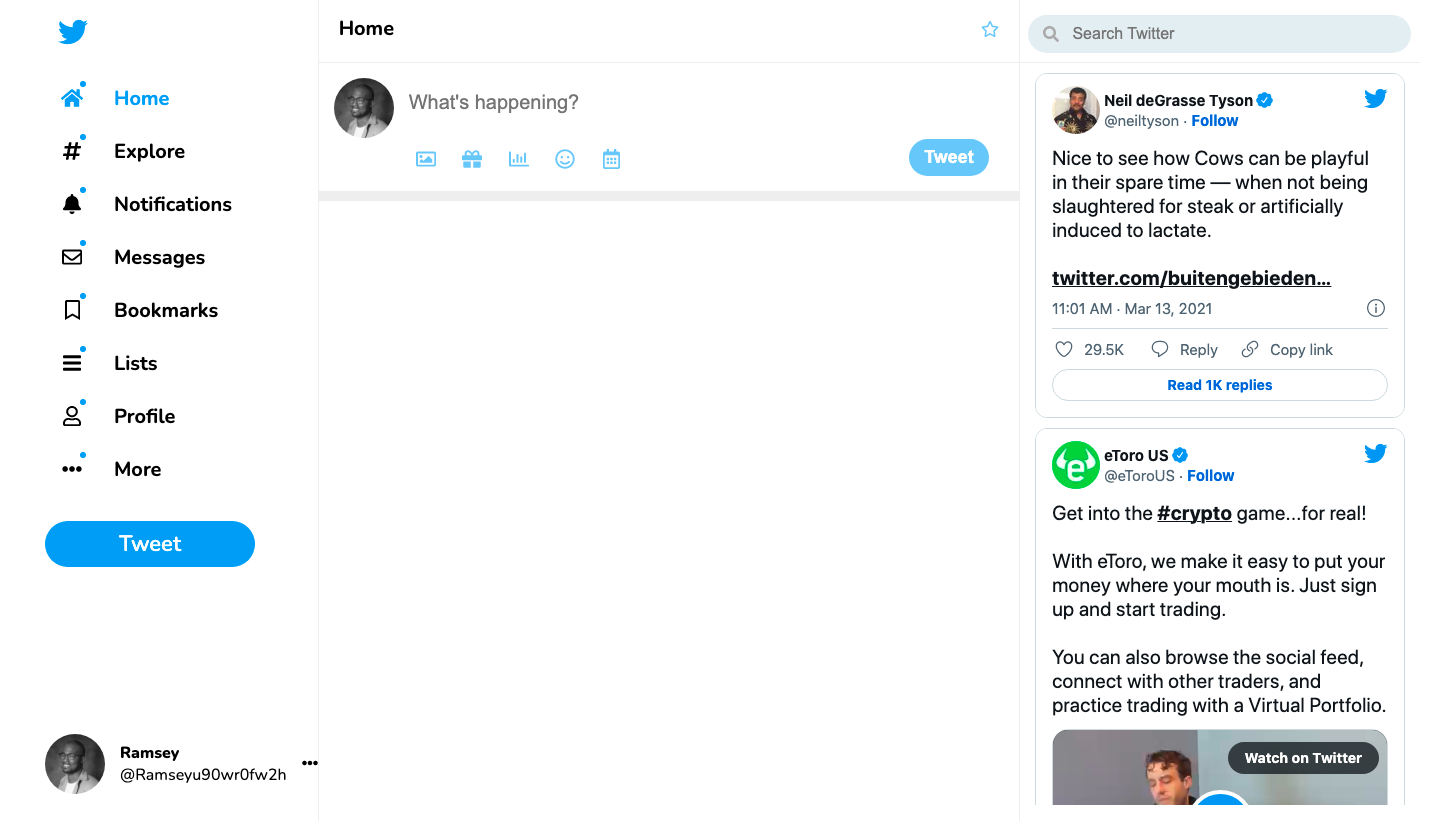 Home
Explore
Notifications
Messages
Bookmarks
Lists
Profile
More
Tweet
Ramsey
@Ramseyu90wr0fw2h
Home
What's happening?
Tweet
Search Twitter
Neil deGrasse Tyson
@neiltyson · Follow
Nice to see how Cows can be playful
in their spare time — when not being
slaughtered for steak or artificially
induced to lactate.
twitter.com/buitengebieden…
11:01 AM · Mar 13, 2021
29.5K Reply Copy link
Read 1K replies
eToro US
@eToroUS · Follow
Get into the #crypto game...for real!
With eToro, we make it easy to put your
money where your mouth is. Just sign
up and start trading.
You can also browse the social feed,
connect with other traders, and
practice trading with a Virtual Portfolio.
Watch on Twitter